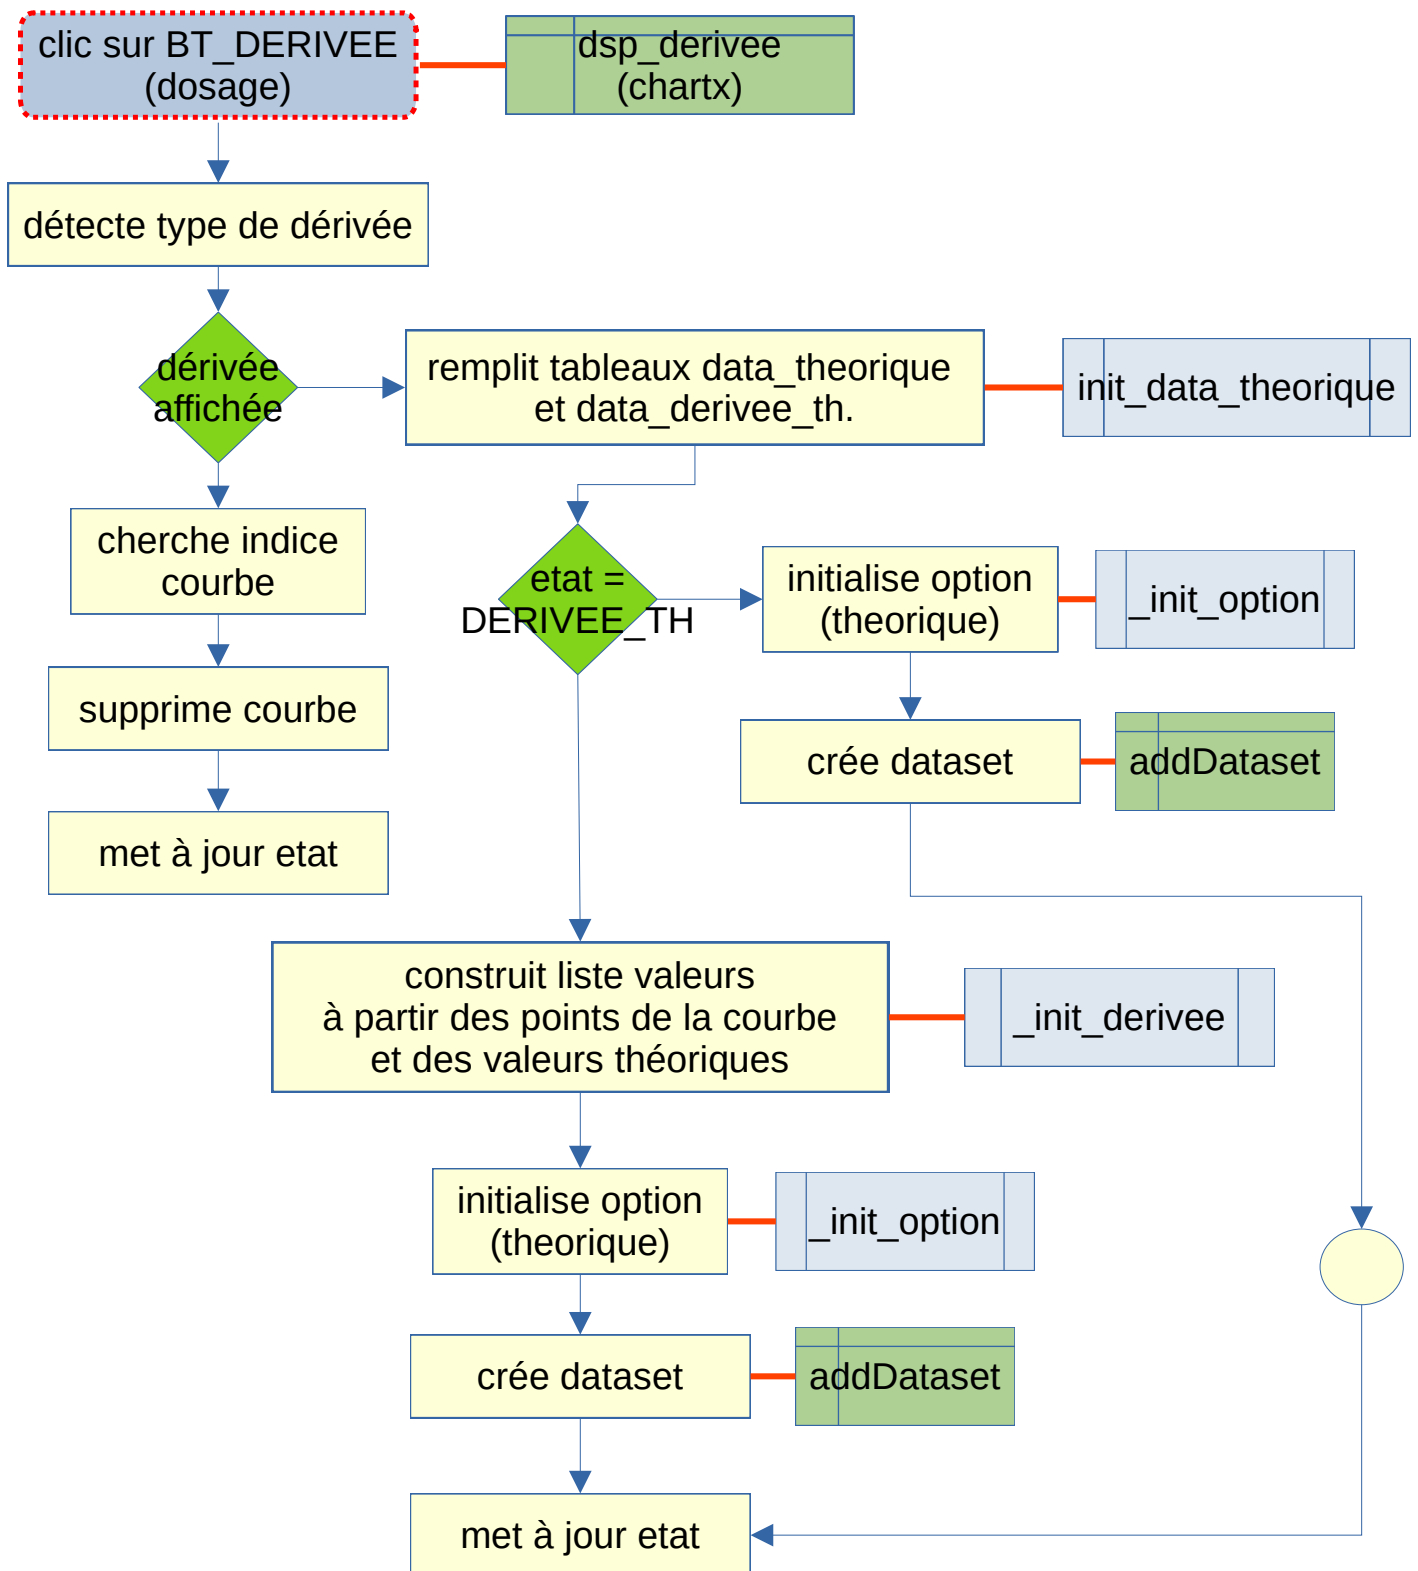 clic sur BT_DERIVEE
(dosage)
dsp_derivee
(chartx)
détecte type de dérivée
dérivée
affichée
remplit tableaux data_theorique
et data_derivee_th.
init_data_theorique
cherche indice
courbe
etat =
DERIVEE_TH
initialise option
(theorique)
_init_option
supprime courbe
crée dataset
addDataset
met à jour etat
construit liste valeurs
à partir des points de la courbe
et des valeurs théoriques
_init_derivee
initialise option
(theorique)
_init_option
crée dataset
addDataset
met à jour etat